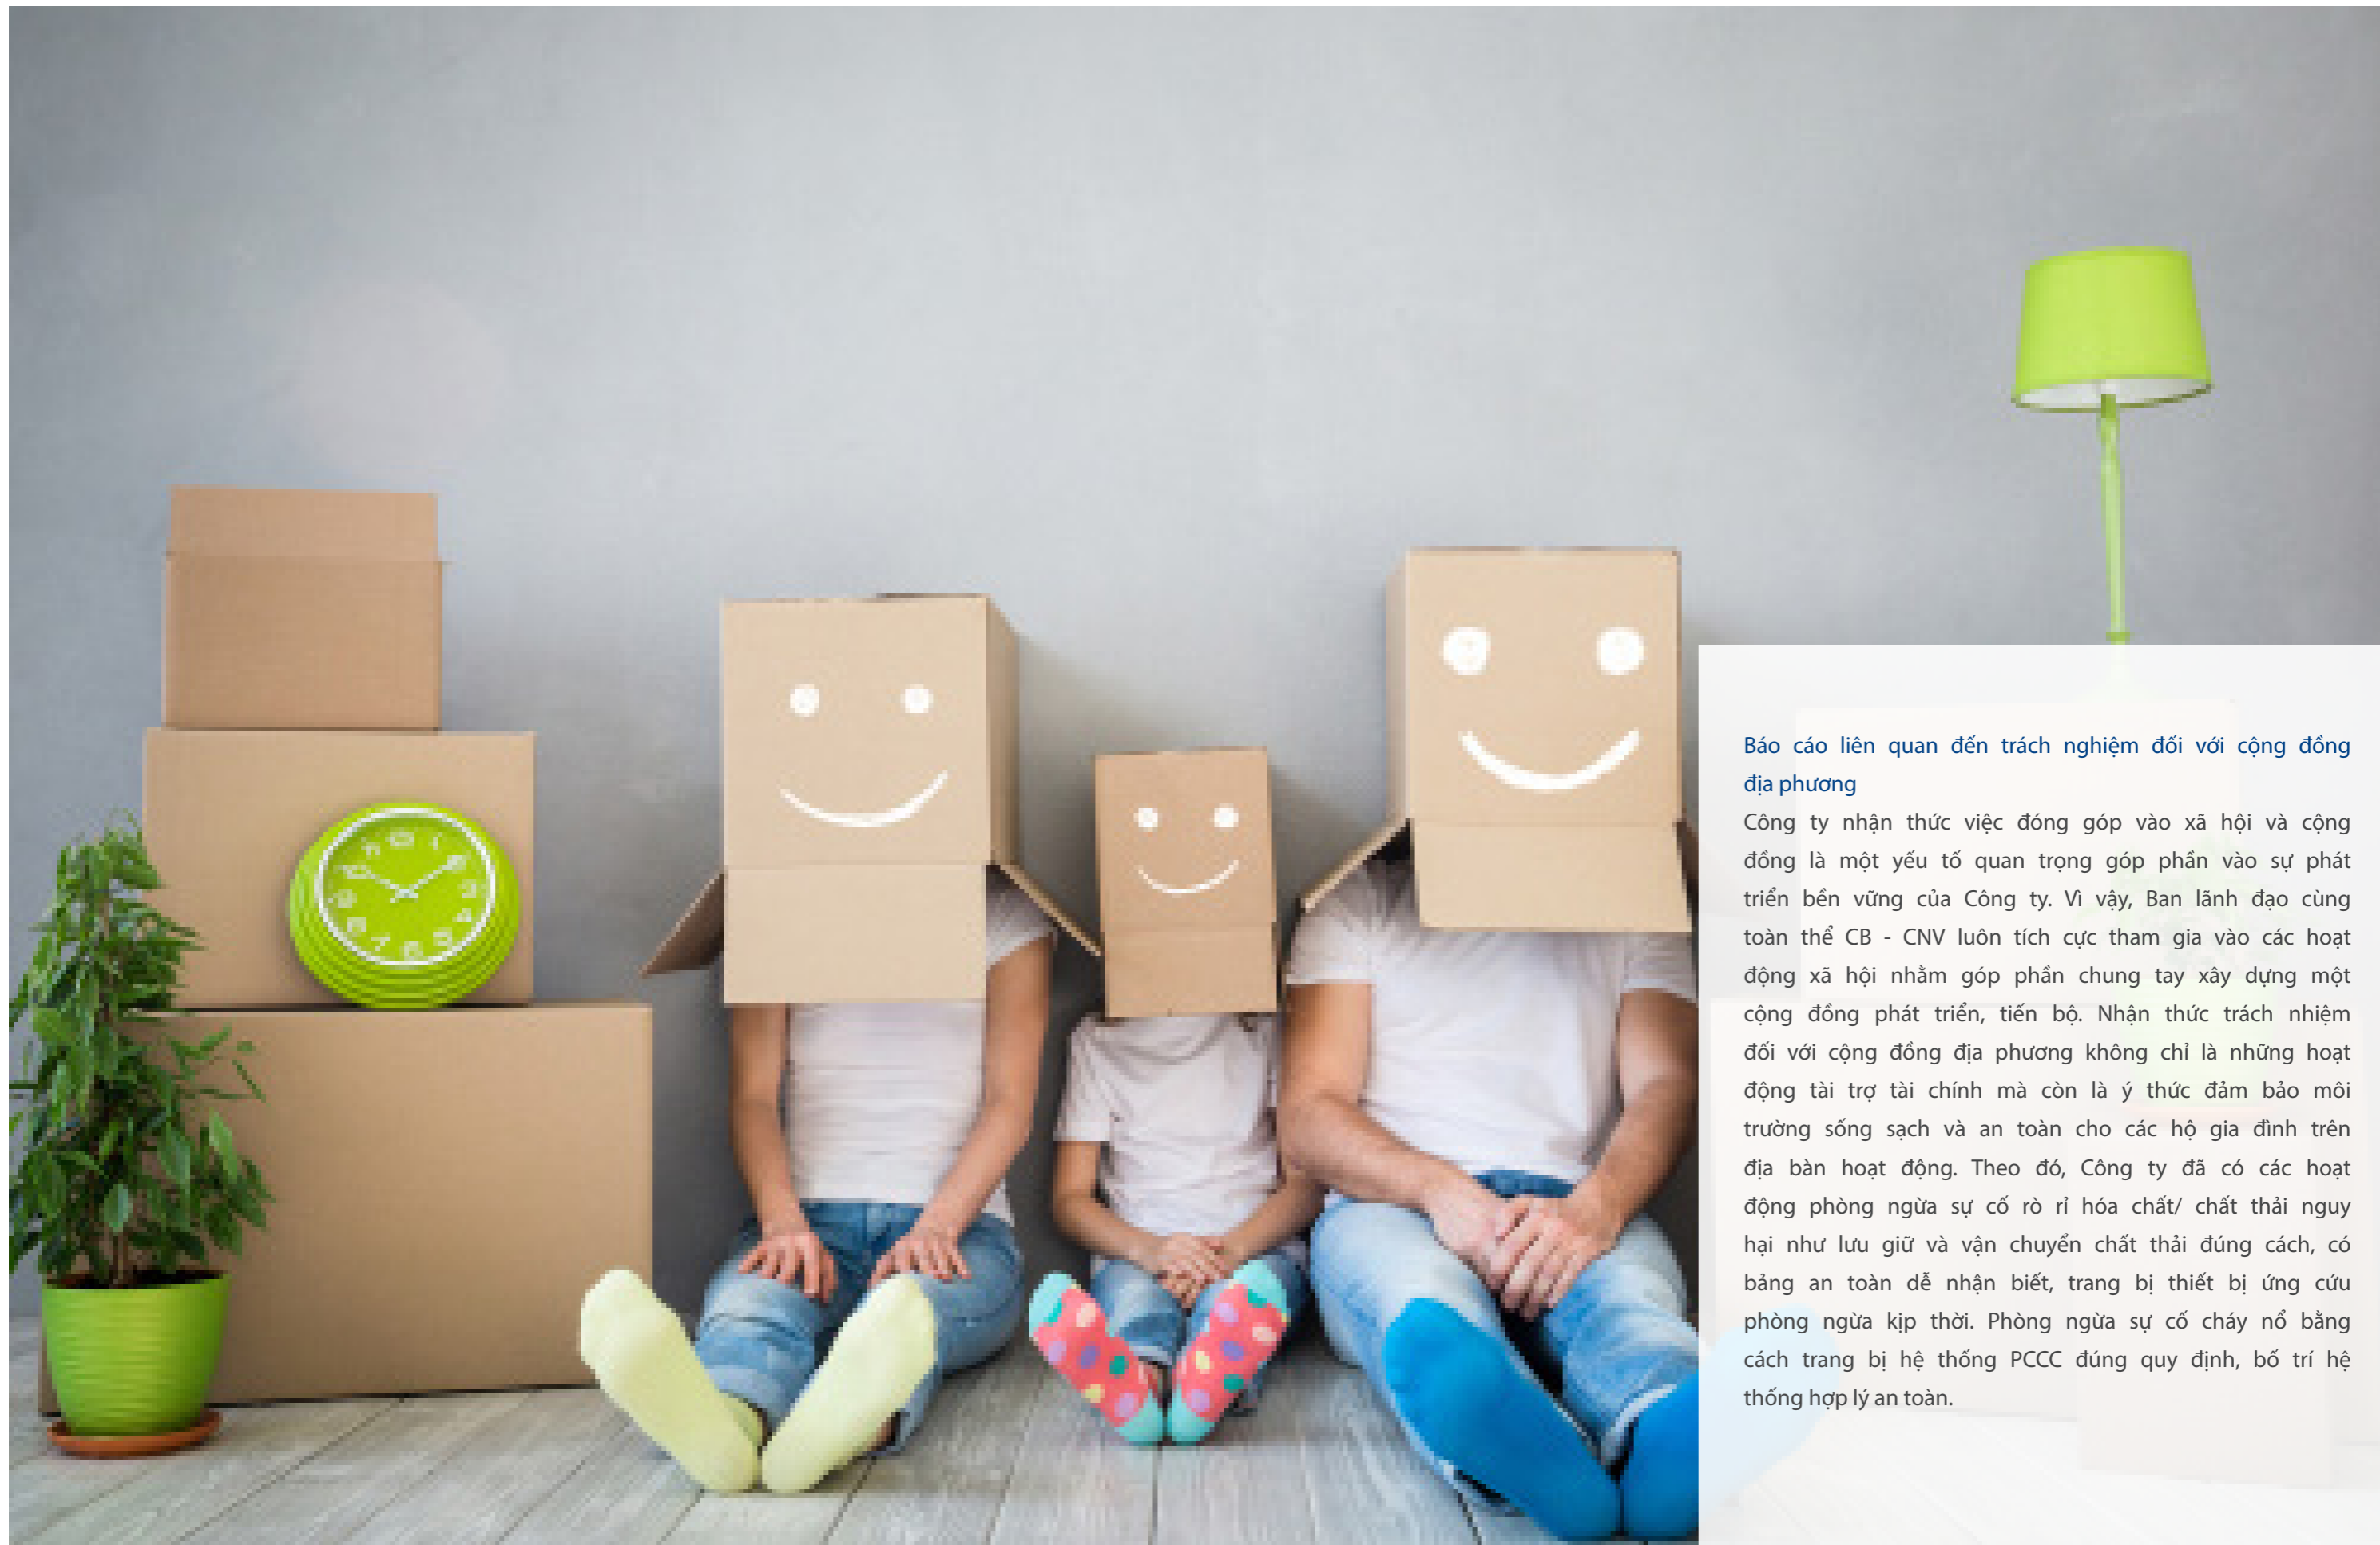 Báo cáo liên quan đến trách nghiệm đối với cộng đồng
địa phương
Công ty nhận thức việc đóng góp vào xã hội và cộng
đồng là một yếu tố quan trọng góp phần vào sự phát
triển bền vững của Công ty. Vì vậy, Ban lãnh đạo cùng
toàn thể CB - CNV luôn tích cực tham gia vào các hoạt
động xã hội nhằm góp phần chung tay xây dựng một
cộng đồng phát triển, tiến bộ. Nhận thức trách nhiệm
đối với cộng đồng địa phương không chỉ là những hoạt
động tài trợ tài chính mà còn là ý thức đảm bảo môi
trường sống sạch và an toàn cho các hộ gia đình trên
địa bàn hoạt động. Theo đó, Công ty đã có các hoạt
động phòng ngừa sự cố rò rỉ hóa chất/ chất thải nguy
hại như lưu giữ và vận chuyển chất thải đúng cách, có
bảng an toàn dễ nhận biết, trang bị thiết bị ứng cứu
phòng ngừa kịp thời. Phòng ngừa sự cố cháy nổ bằng
cách trang bị hệ thống PCCC đúng quy định, bố trí hệ
thống hợp lý an toàn.